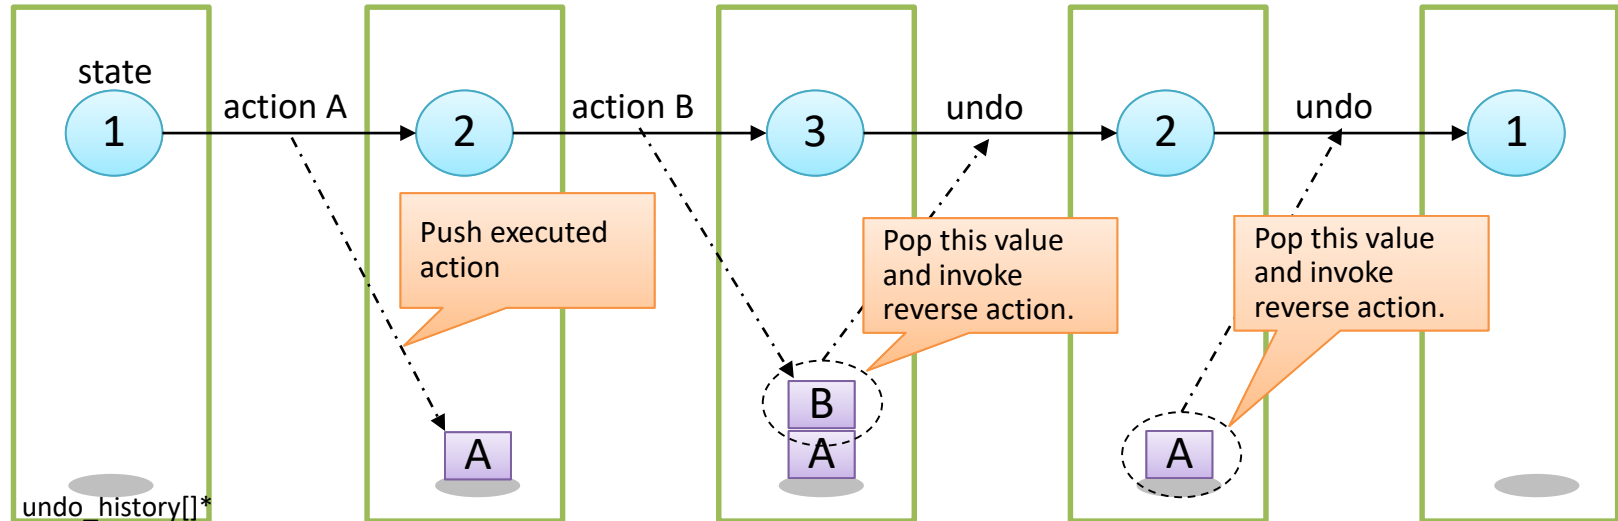 state
action A
action B
undo
undo
1
2
3
2
1
Push executed
action
Pop this value
and invoke
reverse action.
Pop this value
and invoke
reverse action.
B
A
A
A
undo_history[]*